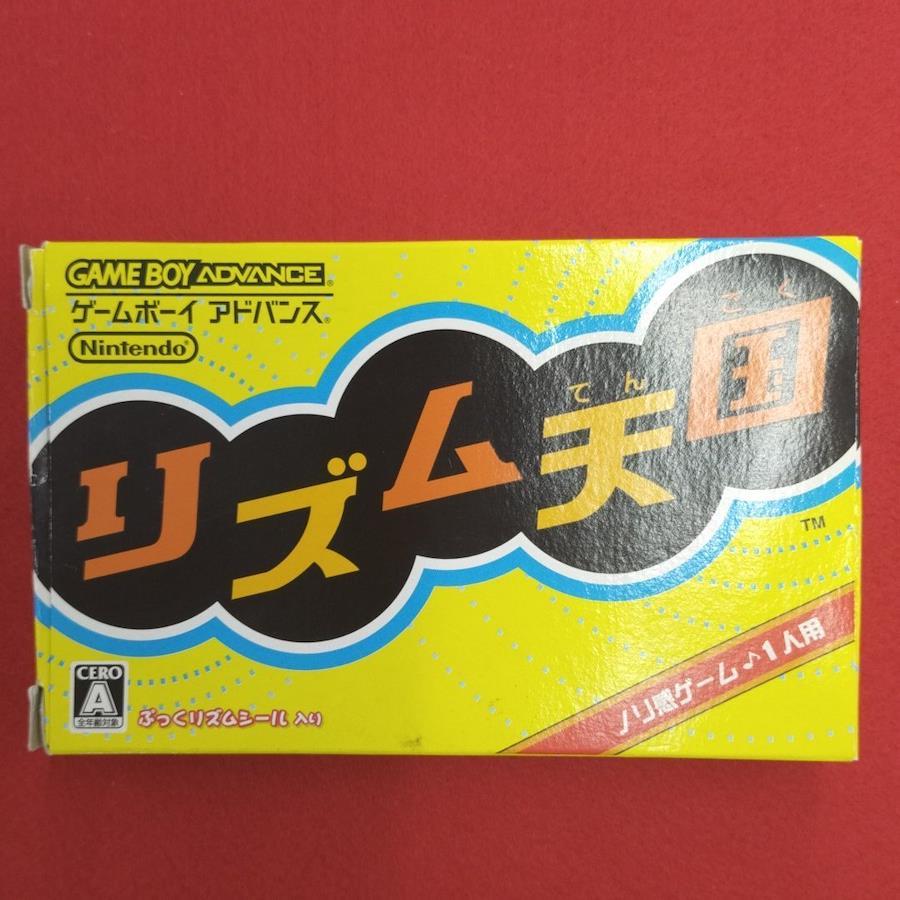 GAME BOY ADVANCE®
ゲームボーイ アドバンス®
Nintendo®
リズム天国
てん
ごく
TM
CERO
A
全年齢対象
ぷっくリズムシール 入り
ノリ感ゲーム♪1人用